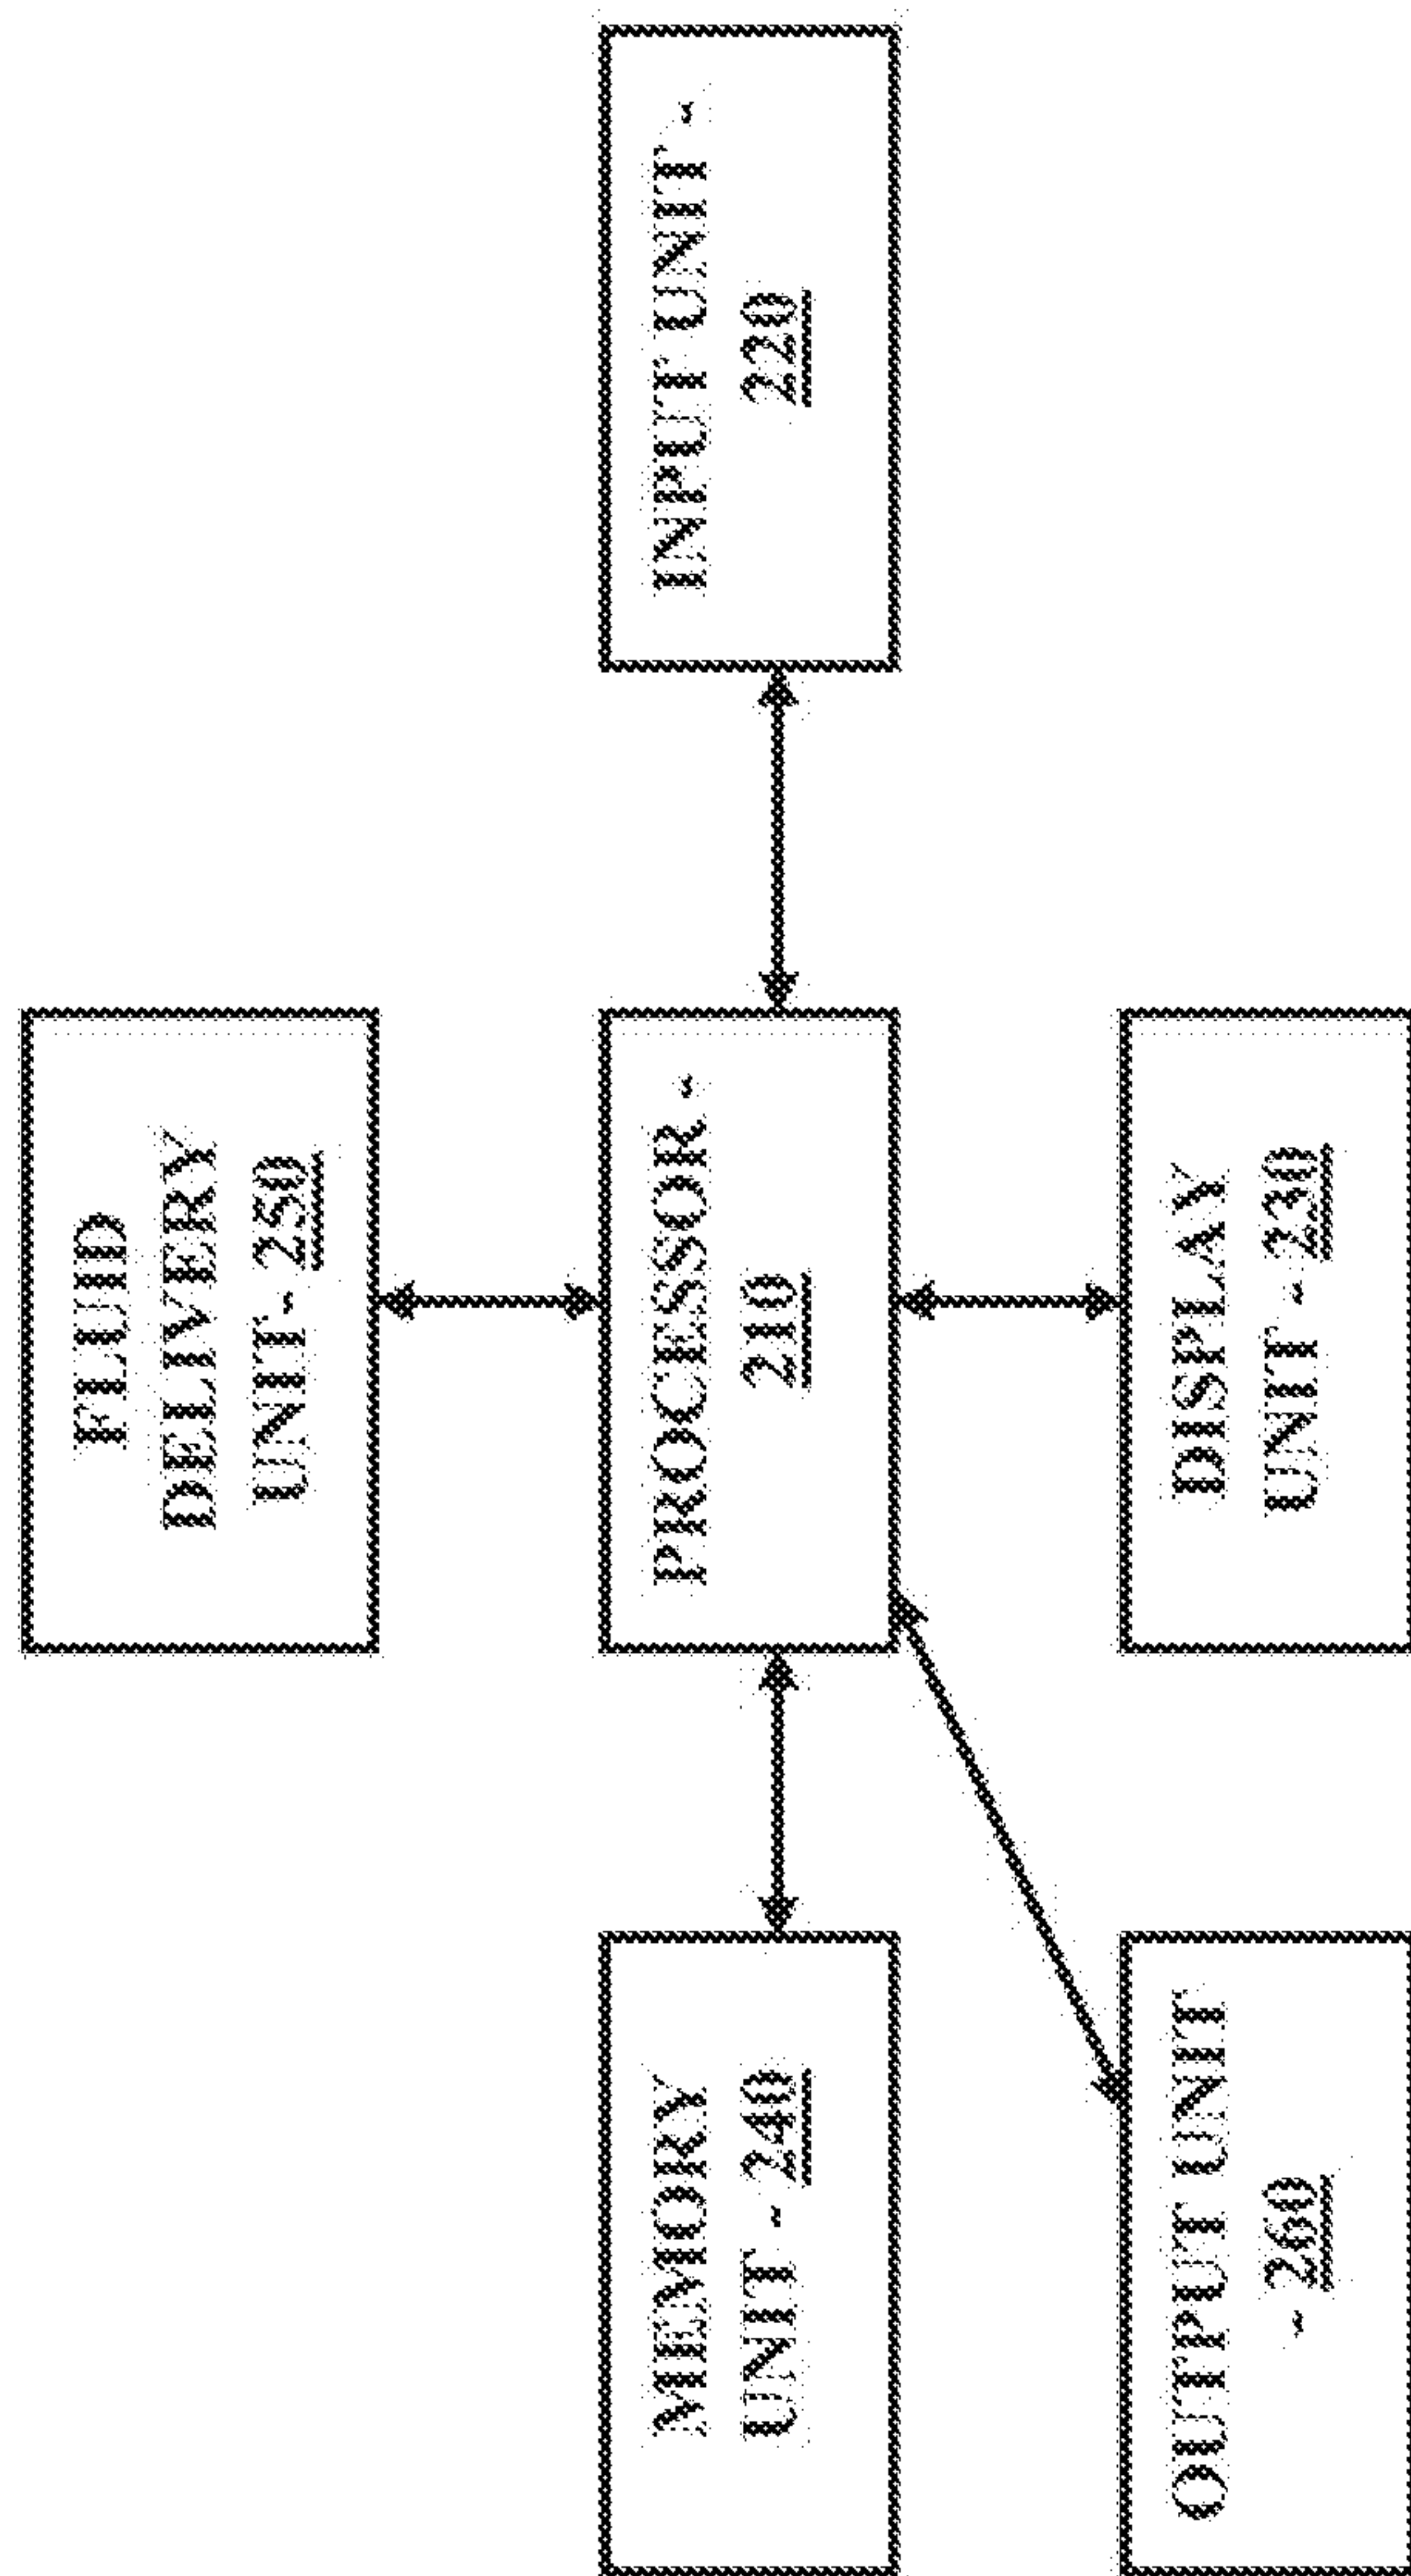 FLUID
DELIVERY
UNIT- 250
MEMORY
UNIT - 240
PROCESSOR -
210
INPUT UNIT -
220
OUTPUT UNIT
- 260
DISPLAY
UNIT - 230